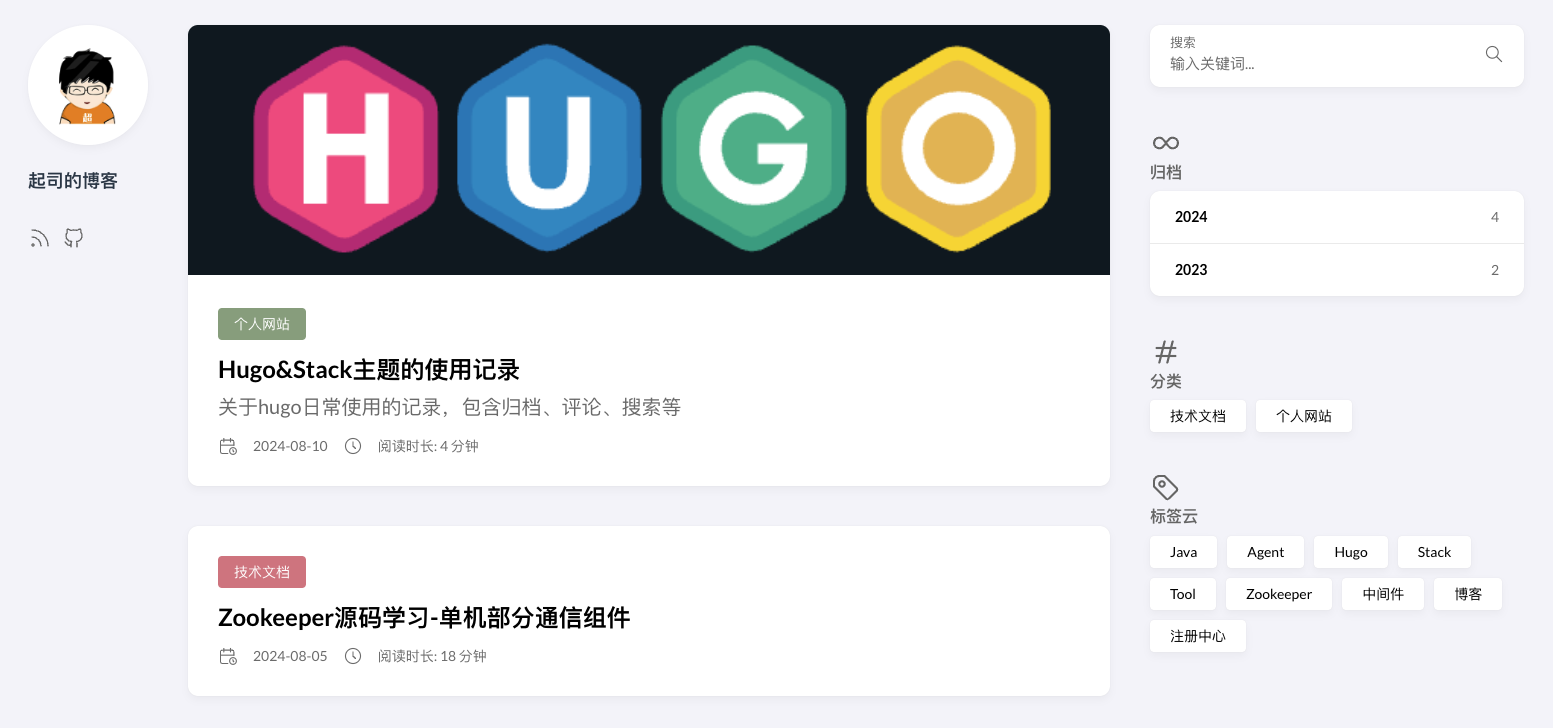 超
起司的博客
HUGO
个人网站
Hugo&Stack主题的使用记录
关于hugo日常使用的记录，包含归档、评论、搜索等
2024-08-10 阅读时长: 4 分钟
技术文档
Zookeeper源码学习-单机部分通信组件
2024-08-05 阅读时长: 18 分钟
搜索
输入关键词...
归档
2024 4
2023 2
分类
技术文档 个人网站
标签云
Java Agent Hugo Stack
Tool Zookeeper 中间件 博客
注册中心